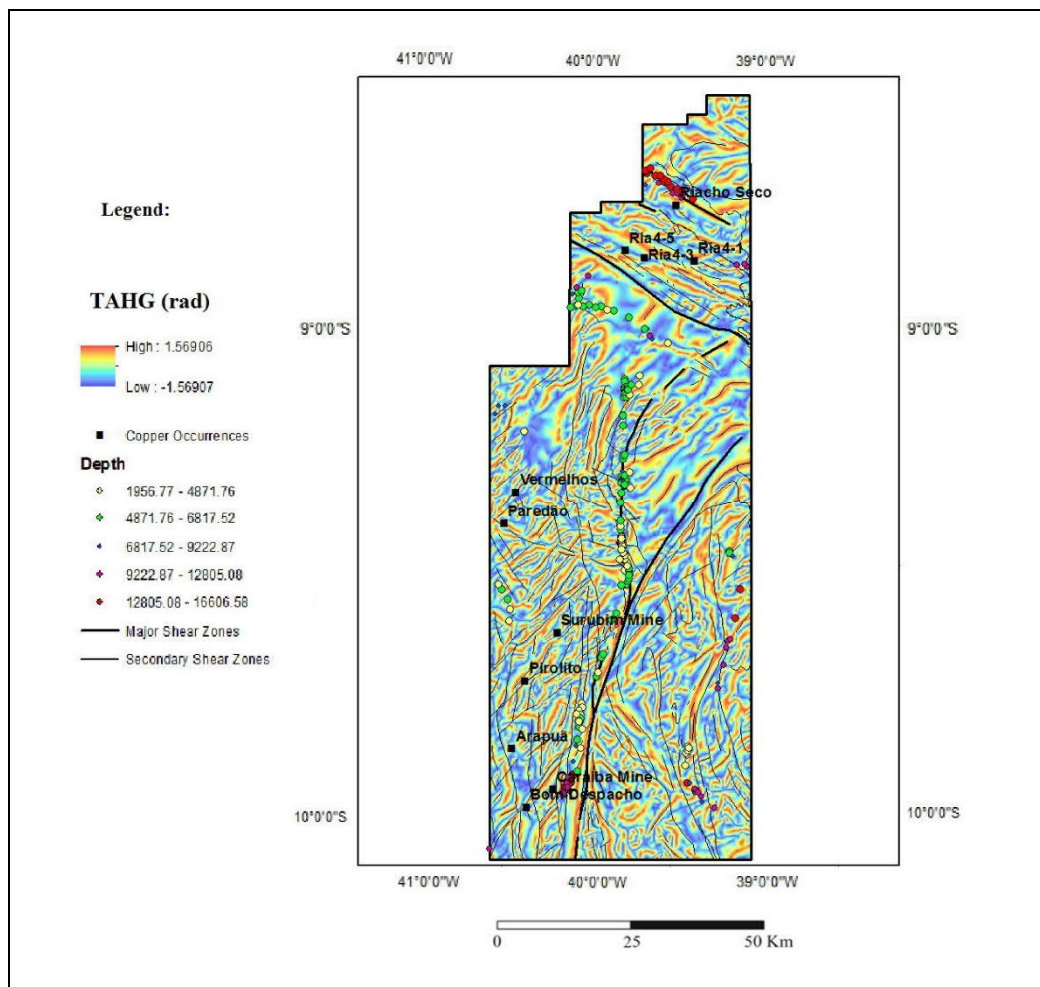 41°0'0"W 40°0'0"W 39°0'0"W
Legend:
Riacho Seco
Ria4-5
Ria4-1
Ria4-3
TAHG (rad)
High : 1.56906
Low : -1.56907
9°0'0"S 9°0'0"S
Copper Occurrences
Depth
1956.77 - 4871.76
4871.76 - 6817.52
6817.52 - 9222.87
9222.87 - 12805.08
12805.08 - 16606.58
Major Shear Zones
Secondary Shear Zones
Vermelhos
Paredão
Surubim Mine
Pirolito
Arapuã
Caraiba Mine
Bom Despacho
10°0'0"S 10°0'0"S
41°0'0"W 40°0'0"W 39°0'0"W
0 25 50 Km